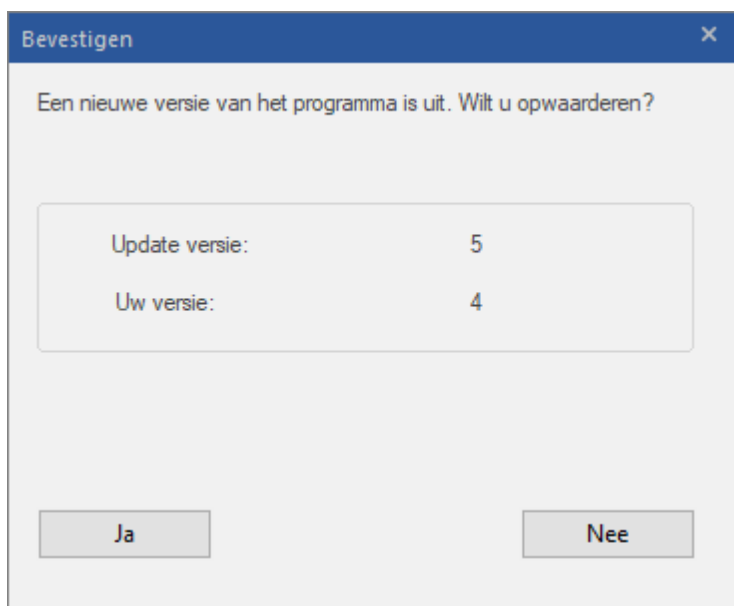 Bevestigen
Een nieuwe versie van het programma is uit. Wilt u opwaarderen?
Update versie: 5
Uw versie: 4
Ja Nee